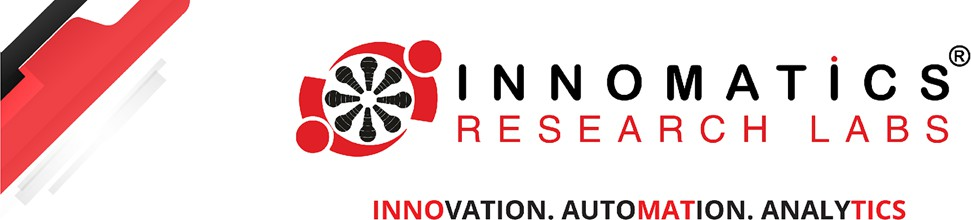 INNOMATiCS®
RESEARCH LABS
INNOVATION. AUTOMATION. ANALYTICS